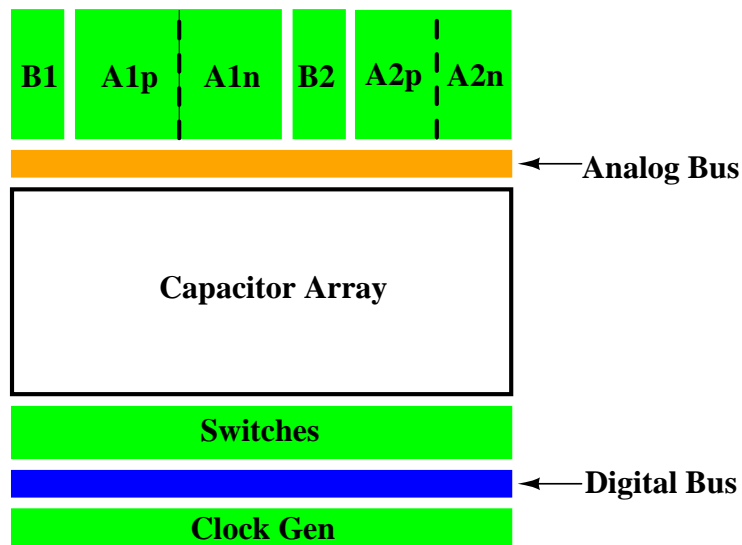 B1 A1p A1n B2 A2p A2n
Analog Bus
Capacitor Array
Switches
Digital Bus
Clock Gen